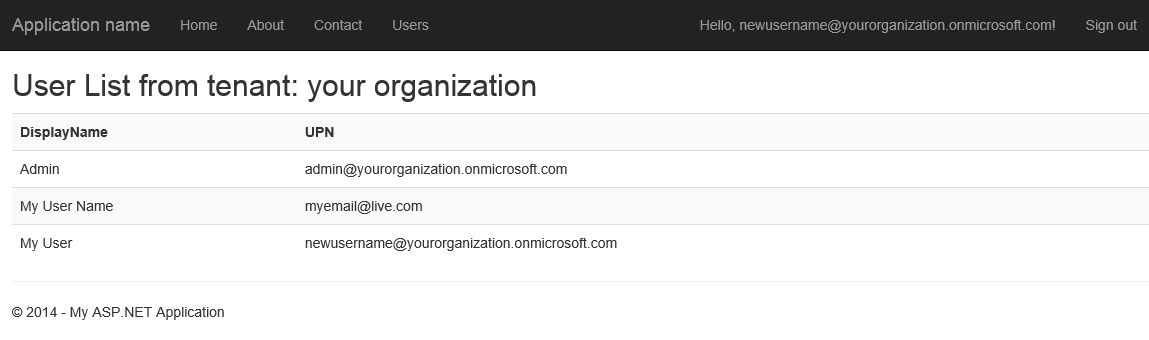 Application name Home About Contact Users Hello, newusername@yourorganization.onmicrosoft.com! Sign out
User List from tenant: your organization
DisplayName UPN
Admin admin@yourorganization.onmicrosoft.com
My User Name myemail@live.com
My User newusername@yourorganization.onmicrosoft.com
© 2014 - My ASP.NET Application